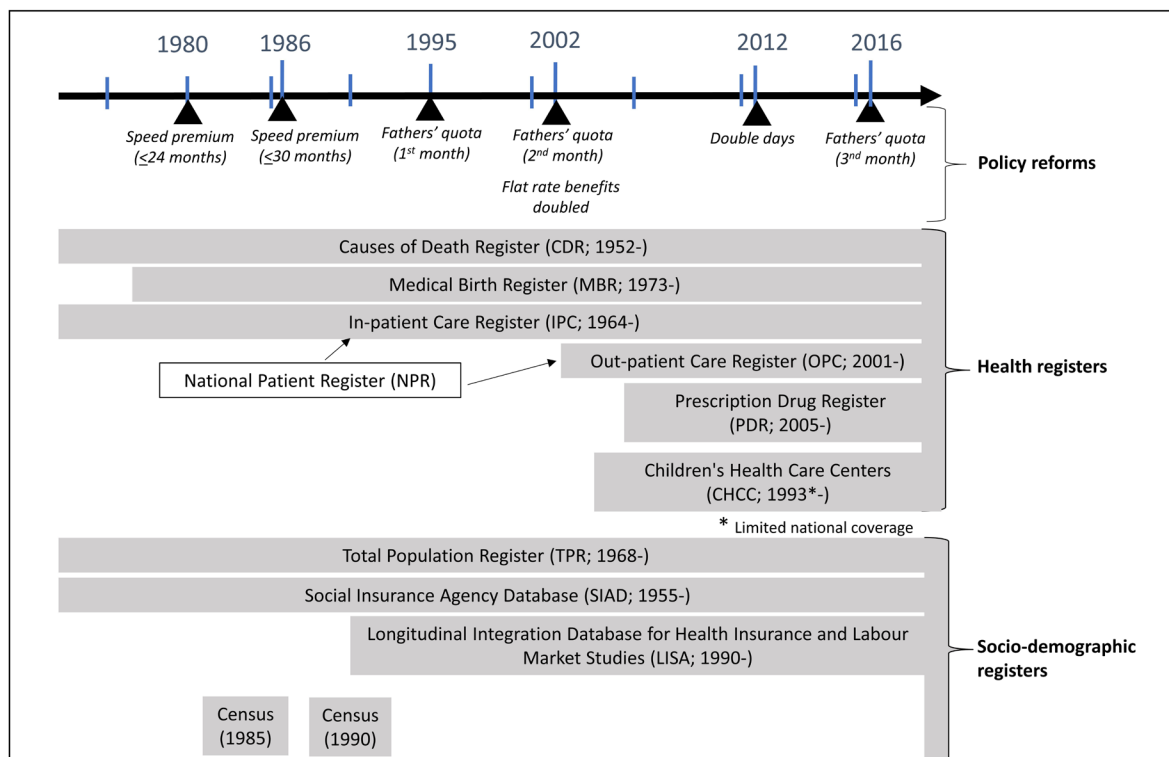 1980 1986 1995 2002 2012 2016
Speed premium
(≤24 months)
Speed premium
(≤30 months)
Fathers' quota
(1st month)
Fathers' quota
(2nd month)
Flat rate benefits
doubled
Double days
Fathers' quota
(3nd month)
Policy reforms
Causes of Death Register (CDR; 1952-)
Medical Birth Register (MBR; 1973-)
In-patient Care Register (IPC; 1964-)
National Patient Register (NPR)
Out-patient Care Register (OPC; 2001-)
Prescription Drug Register
(PDR; 2005-)
Children's Health Care Centers
(CHCC; 1993*-)
* Limited national coverage
Health registers
Total Population Register (TPR; 1968-)
Social Insurance Agency Database (SIAD; 1955-)
Longitudinal Integration Database for Health Insurance and Labour
Market Studies (LISA; 1990-)
Census
(1985)
Census
(1990)
Socio-demographic
registers